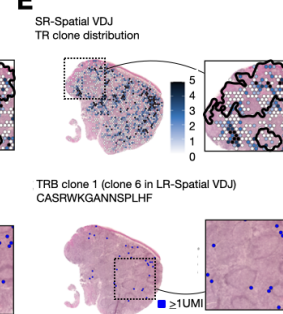 E
SR-Spatial VDJ
TR clone distribution
5
4
3
2
1
0
TRB clone 1 (clone 6 in LR-Spatial VDJ)
CASRWKGANNSPLHF
≥1UMI